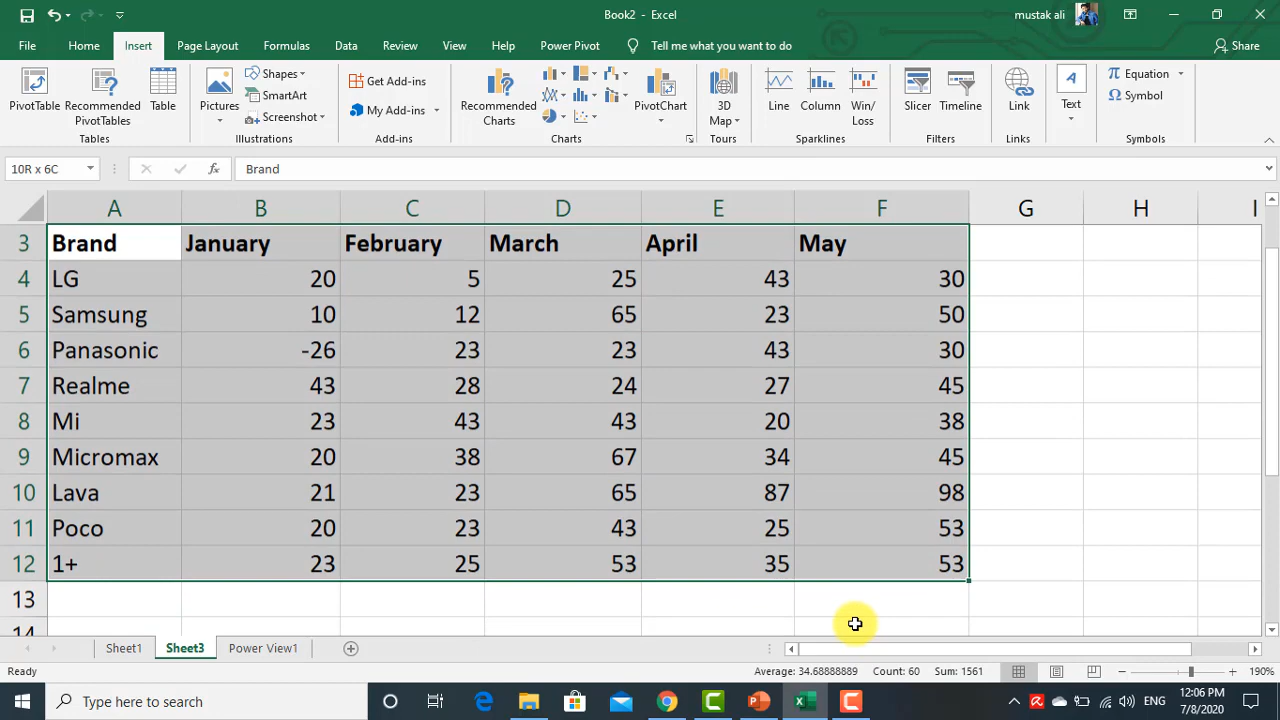 Book2 - Excel
mustak ali
File Home Insert Page Layout Formulas Data Review View Help Power Pivot Tell me what you want to do Share
PivotTable
Recommended PivotTables
Table
Tables
Pictures
Shapes
SmartArt
Screenshot
Illustrations
Get Add-ins
My Add-ins
Add-ins
Recommended Charts
PivotChart
Charts
3D Map
Tours
Line
Column
Win/Loss
Sparklines
Slicer
Timeline
Filters
Link
Links
A
Text
π Equation
Ω Symbol
Symbols
10R x 6C fx Brand
A B C D E F G H I
3 Brand January February March April May
4 LG 20 5 25 43 30
5 Samsung 10 12 65 23 50
6 Panasonic -26 23 23 43 30
7 Realme 43 28 24 27 45
8 Mi 23 43 43 20 38
9 Micromax 20 38 67 34 45
10 Lava 21 23 65 87 98
11 Poco 20 23 43 25 53
12 1+ 23 25 53 35 53
13
14
Sheet1 Sheet3 Power View1
Ready Average: 34.68888889 Count: 60 Sum: 1561 190%
Type here to search ENG 12:06 PM
7/8/2020